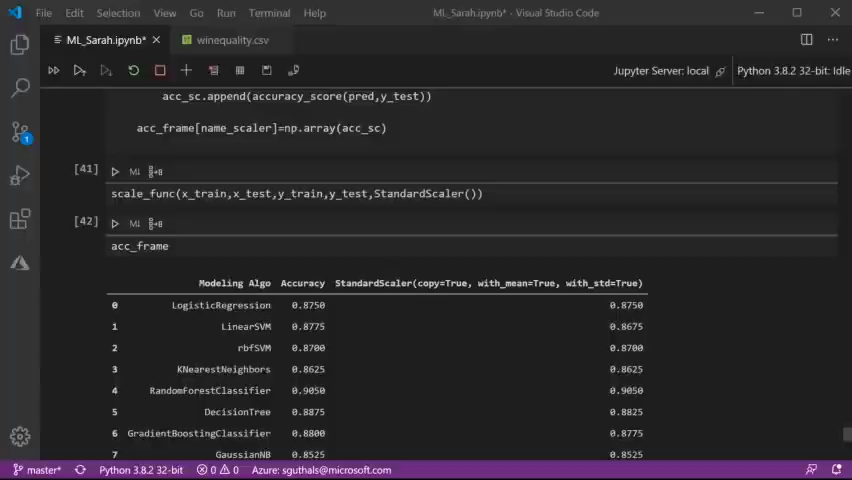 File Edit Selection View Go Run Terminal Help ML_Sarah.ipynb* - Visual Studio Code
ML_Sarah.ipynb* winequality.csv
Jupyter Server: local Python 3.8.2 32-bit: Idle
acc_sc.append(accuracy_score(pred,y_test))
acc_frame[name_scaler]=np.array(acc_sc)
[41] M↓
scale_func(x_train,x_test,y_train,y_test,StandardScaler())
[42] M↓
acc_frame
Modeling Algo Accuracy StandardScaler(copy=True, with_mean=True, with_std=True)
0 LogisticRegression 0.8750 0.8750
1 LinearSVM 0.8775 0.8675
2 rbfSVM 0.8700 0.8700
3 KNearestNeighbors 0.8625 0.8625
4 RandomForestClassifier 0.9050 0.9050
5 DecisionTree 0.8875 0.8825
6 GradientBoostingClassifier 0.8800 0.8775
7 GaussianNB 0.8525 0.8525
1
master* Python 3.8.2 32-bit 0 0 Azure: sguthals@microsoft.com